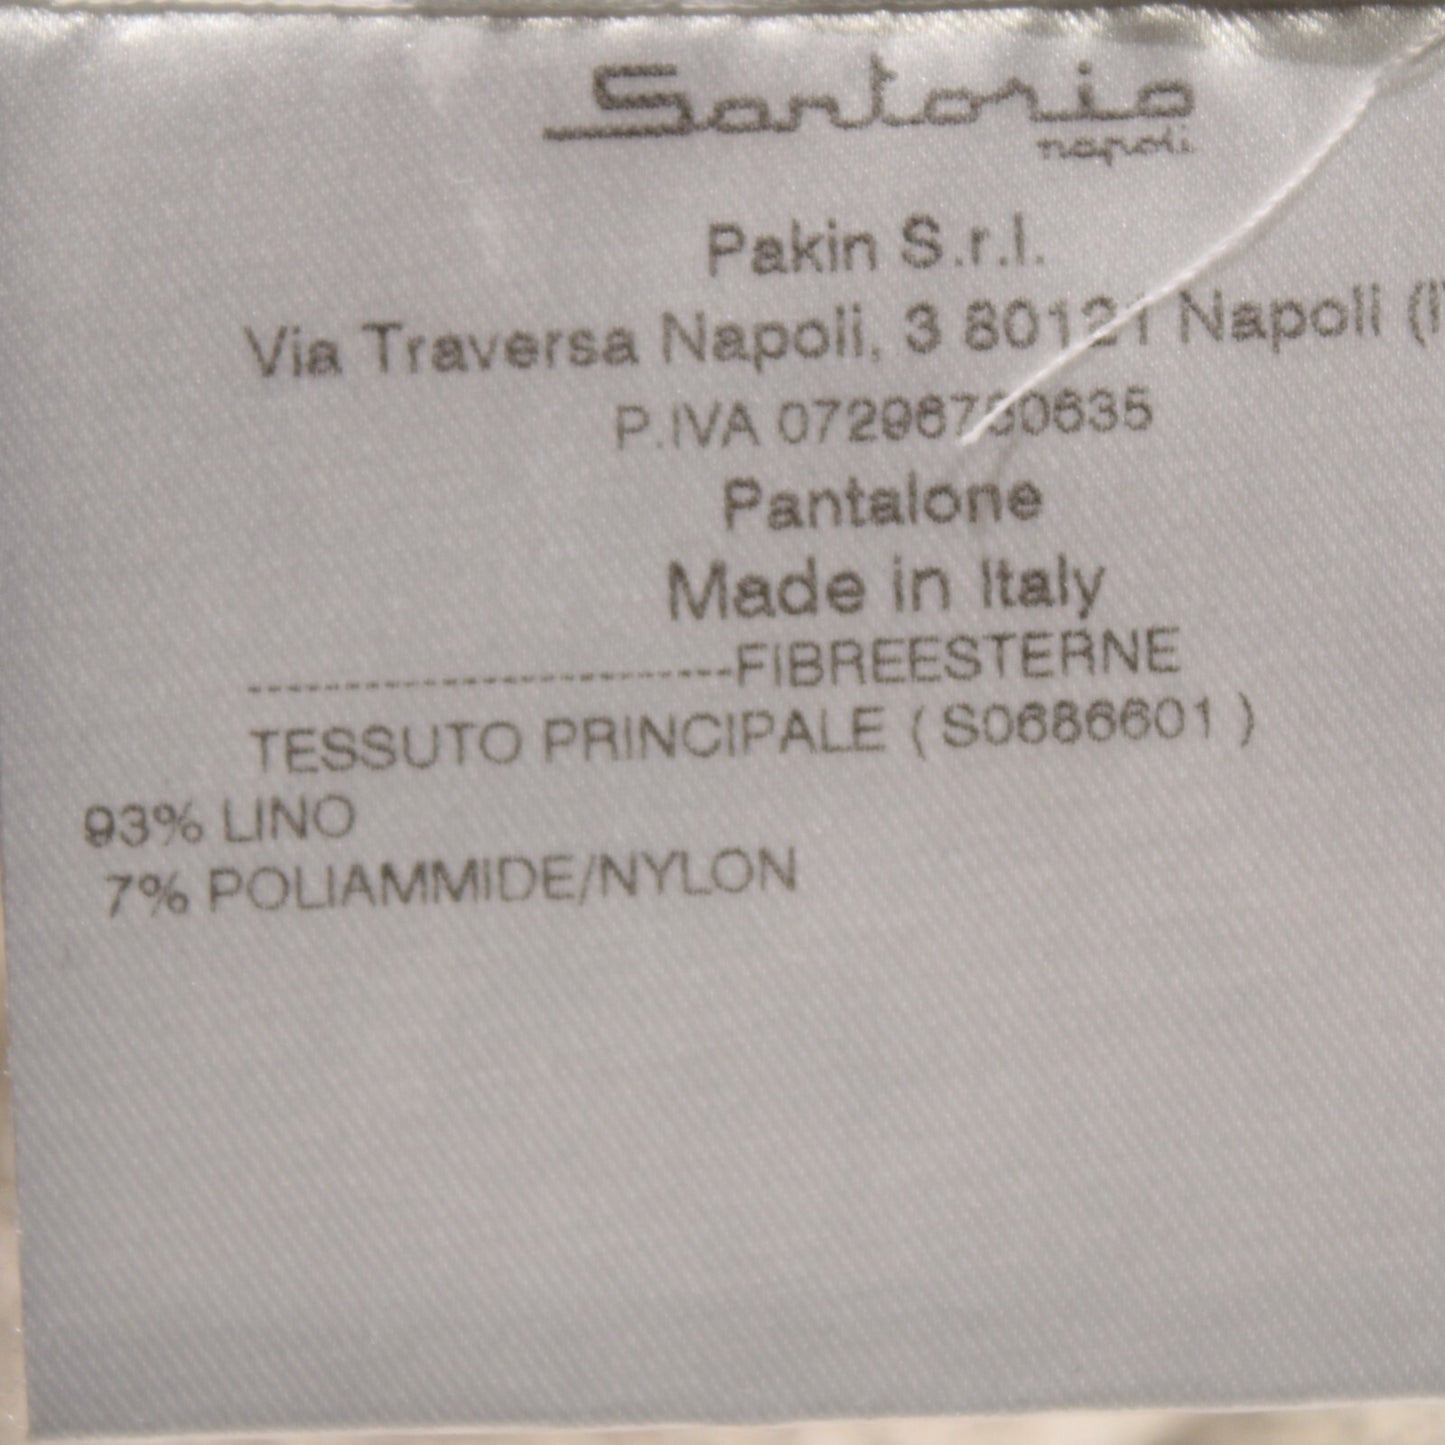 Sartorio
napoli
Pakin S.r.l.
Via Traversa Napoli, 3 80121 Napoli
P.IVA 07296730635
Pantalone
Made in Italy
-------------------------FIBREESTERNE
TESSUTO PRINCIPALE ( S0686601 )
93% LINO
7% POLIAMMIDE/NYLON